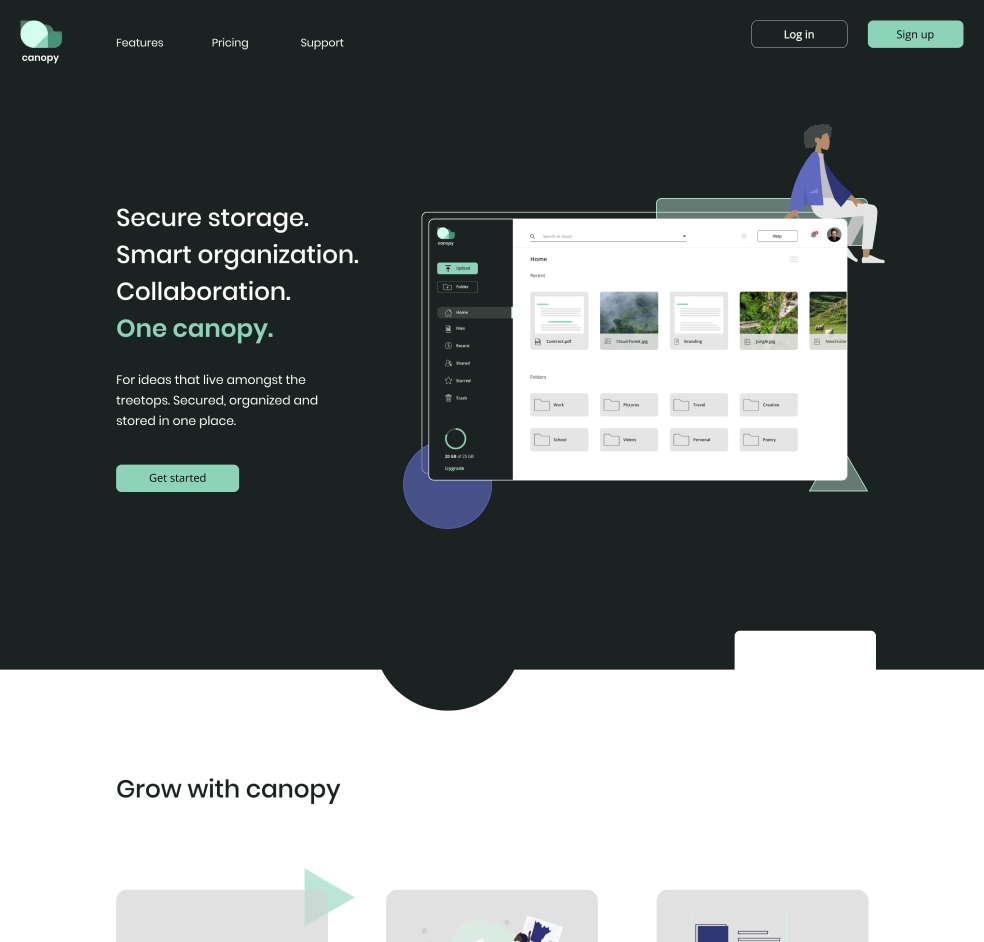 canopy
Features
Pricing
Support
Log in
Sign up
Secure storage.
Smart organization.
Collaboration.
One canopy.
For ideas that live amongst the
treetops. Secured, organized and
stored in one place.
Get started
canopy
Search in cloud
Help
Upload
Folder
Home
Files
Recent
Shared
Starred
Trash
20 GB of 25 GB
Upgrade
Home
Recent
Contract.pdf
Cloud-forest.jpg
Branding
Jungle.jpg
Folders
Work
Pictures
Travel
Creative
School
Videos
Personal
Poetry
Grow with canopy